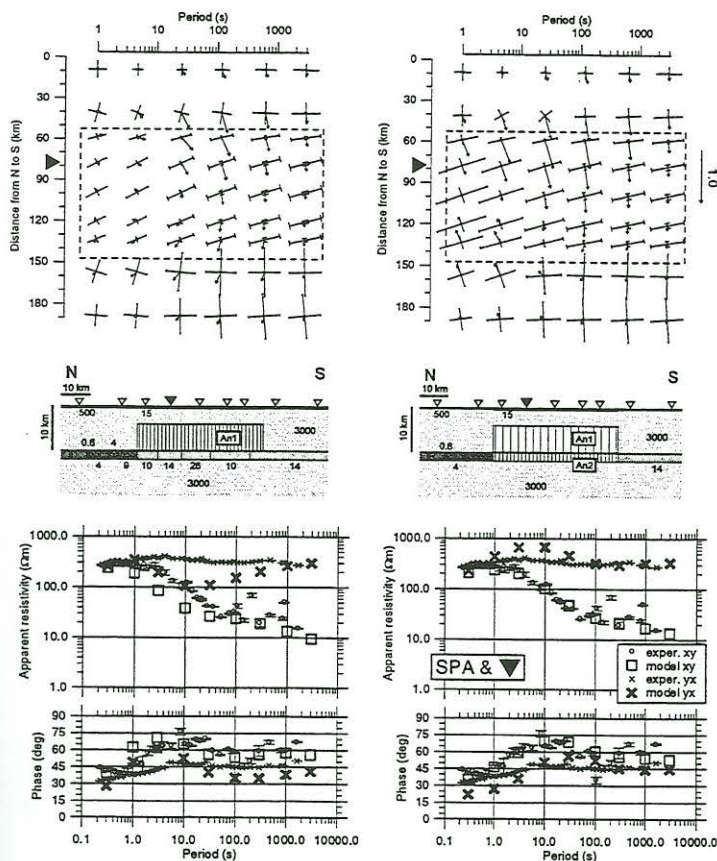 Period (s)
1 10 100 1000
Distance from N to S (km)
0
30
60
90
120
150
180
Period (s)
1 10 100 1000
Distance from N to S (km)
0
30
60
90
120
150
180
1.0
N S
10 km
10 km
500 15
3000
An1
0.8 4
4 9 10 14 28 10 14
3000
N S
10 km
10 km
500 15
3000
An1
0.8
An2
4 14
3000
Apparent resistivity (Ωm)
1000.0
100.0
10.0
1.0
Phase (deg)
90
75
60
45
30
15
0
0.1 1.0 10.0 100.0 1000.0 10000.0
Period (s)
Apparent resistivity (Ωm)
1000.0
100.0
10.0
1.0
SPA &
exper. xy
model xy
exper. yx
model yx
Phase (deg)
90
75
60
45
30
15
0
0.1 1.0 10.0 100.0 1000.0 10000.0
Period (s)